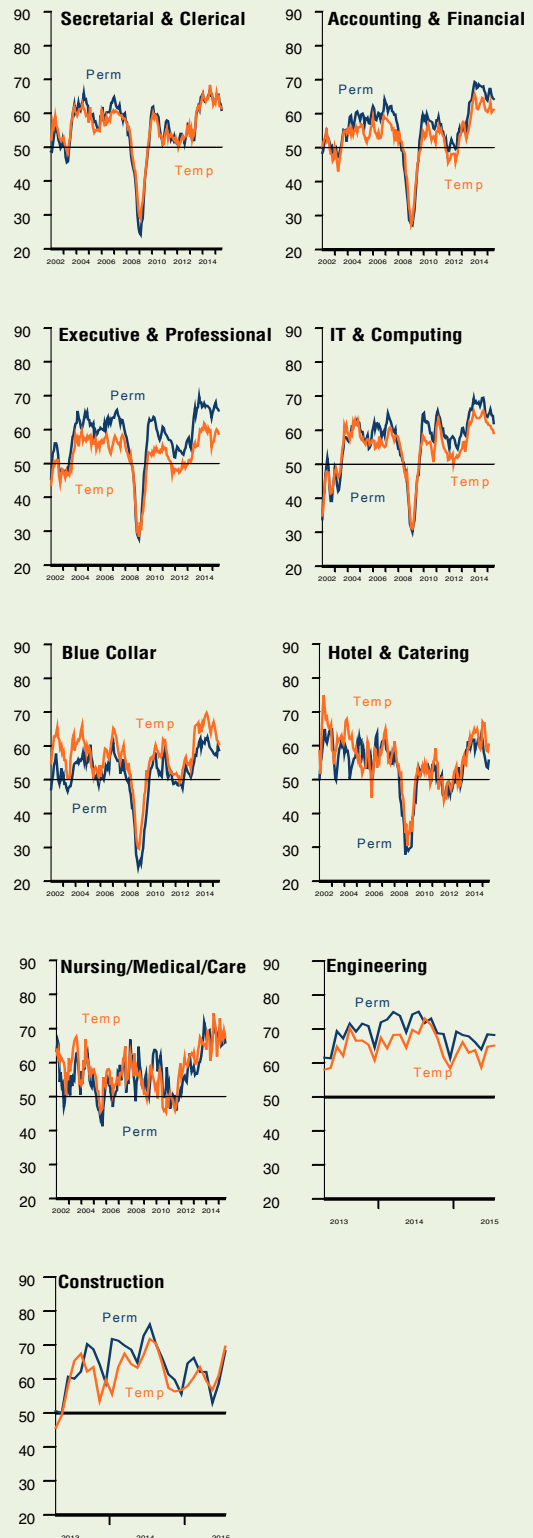 Secretarial & Clerical
90
80
70
60
50
40
30
20
Perm
Temp
2002 2004 2006 2008 2010 2012 2014
Accounting & Financial
90
80
70
60
50
40
30
20
Perm
Temp
2002 2004 2006 2008 2010 2012 2014
Executive & Professional
90
80
70
60
50
40
30
20
Perm
Temp
2002 2004 2006 2008 2010 2012 2014
IT & Computing
90
80
70
60
50
40
30
20
Temp
Perm
2002 2004 2006 2008 2010 2012 2014
Blue Collar
90
80
70
60
50
40
30
20
Temp
Perm
2002 2004 2006 2008 2010 2012 2014
Hotel & Catering
90
80
70
60
50
40
30
20
Temp
Perm
2002 2004 2006 2008 2010 2012 2014
Nursing/Medical/Care
90
80
70
60
50
40
30
20
Temp
Perm
2002 2004 2006 2008 2010 2012 2014
Engineering
90
80
70
60
50
40
30
20
Perm
Temp
2013 2014 2015
Construction
90
80
70
60
50
40
30
20
Perm
Temp
2013 2014 2015